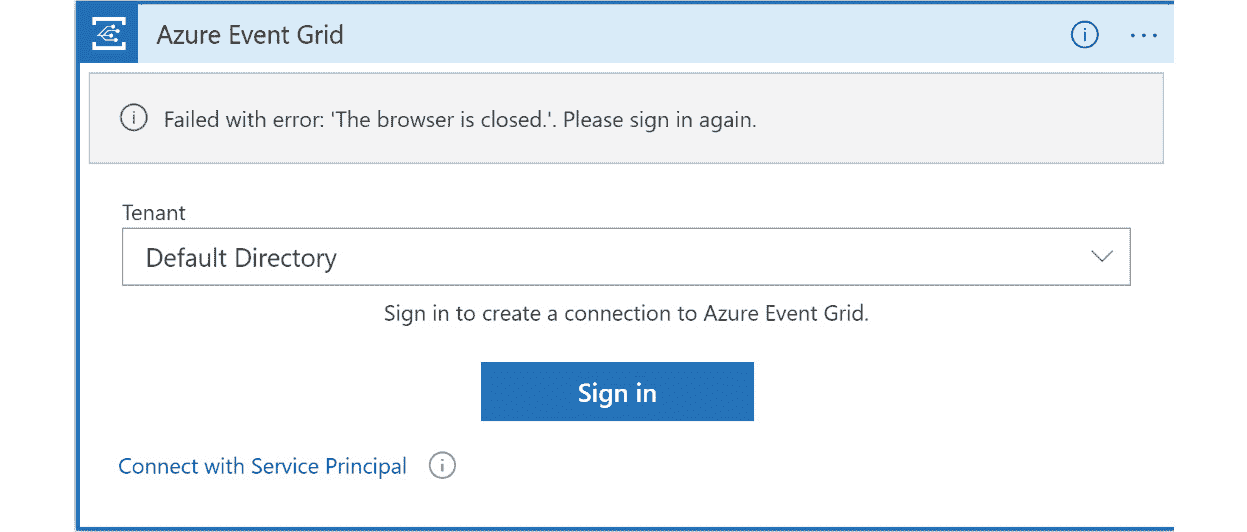 Azure Event Grid
Failed with error: 'The browser is closed.'. Please sign in again.
Tenant
Default Directory
Sign in to create a connection to Azure Event Grid.
Sign in
Connect with Service Principal